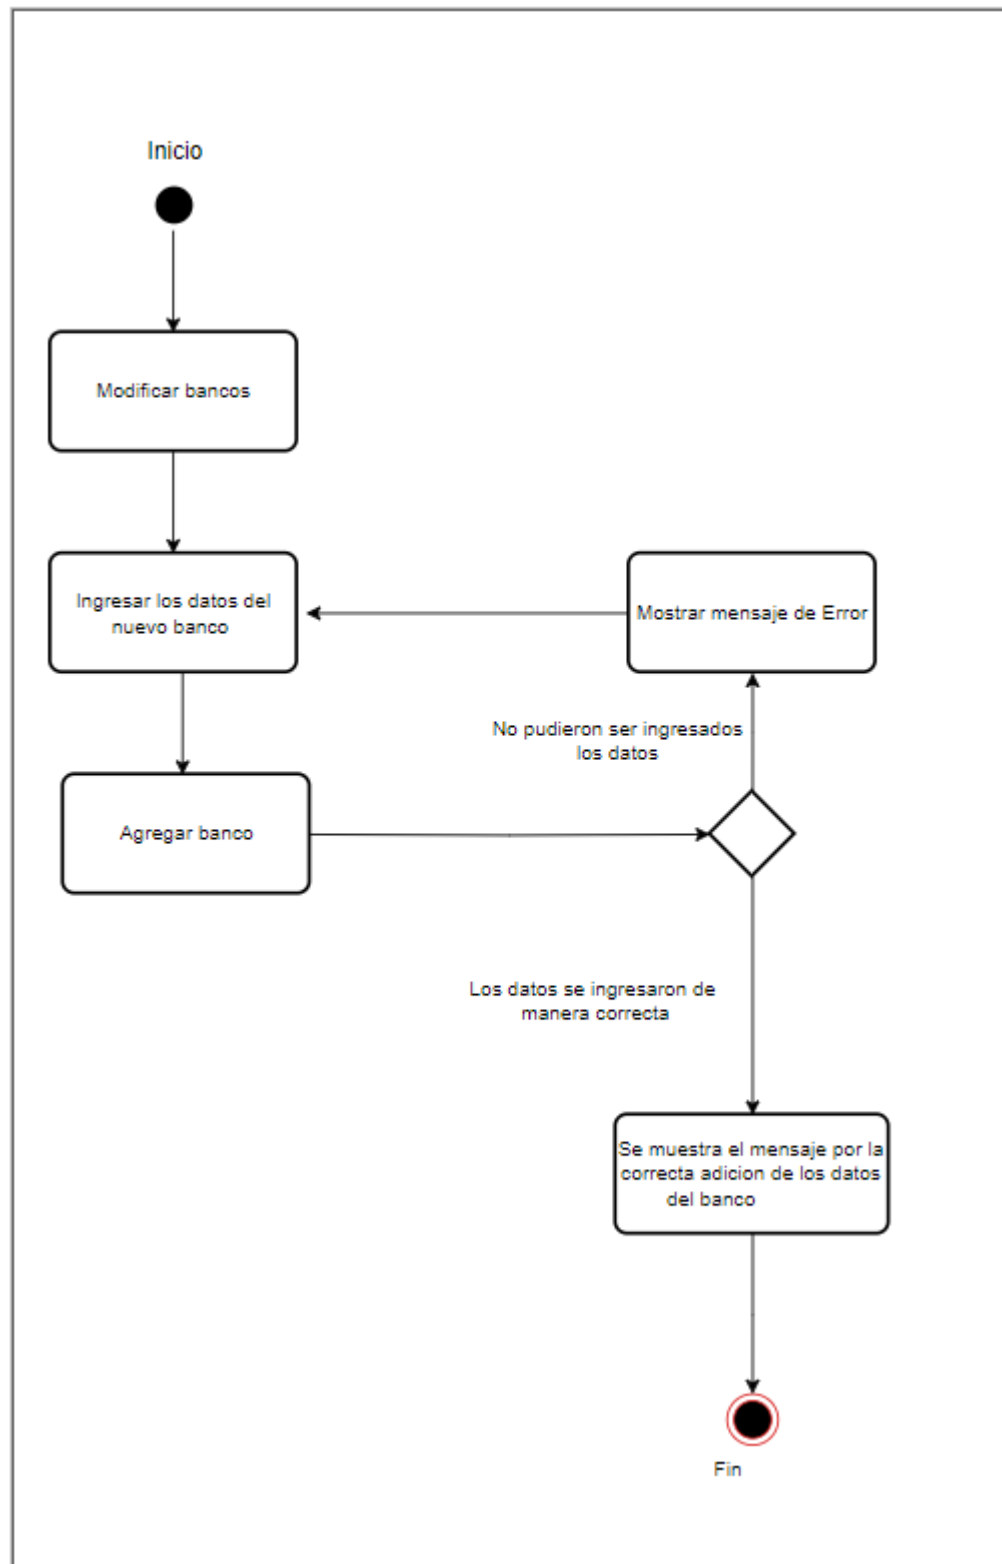 Inicio
Modificar bancos
Ingresar los datos del
nuevo banco
Mostrar mensaje de Error
No pudieron ser ingresados
los datos
Agregar banco
Los datos se ingresaron de
manera correcta
Se muestra el mensaje por la
correcta adicion de los datos
del banco
Fin